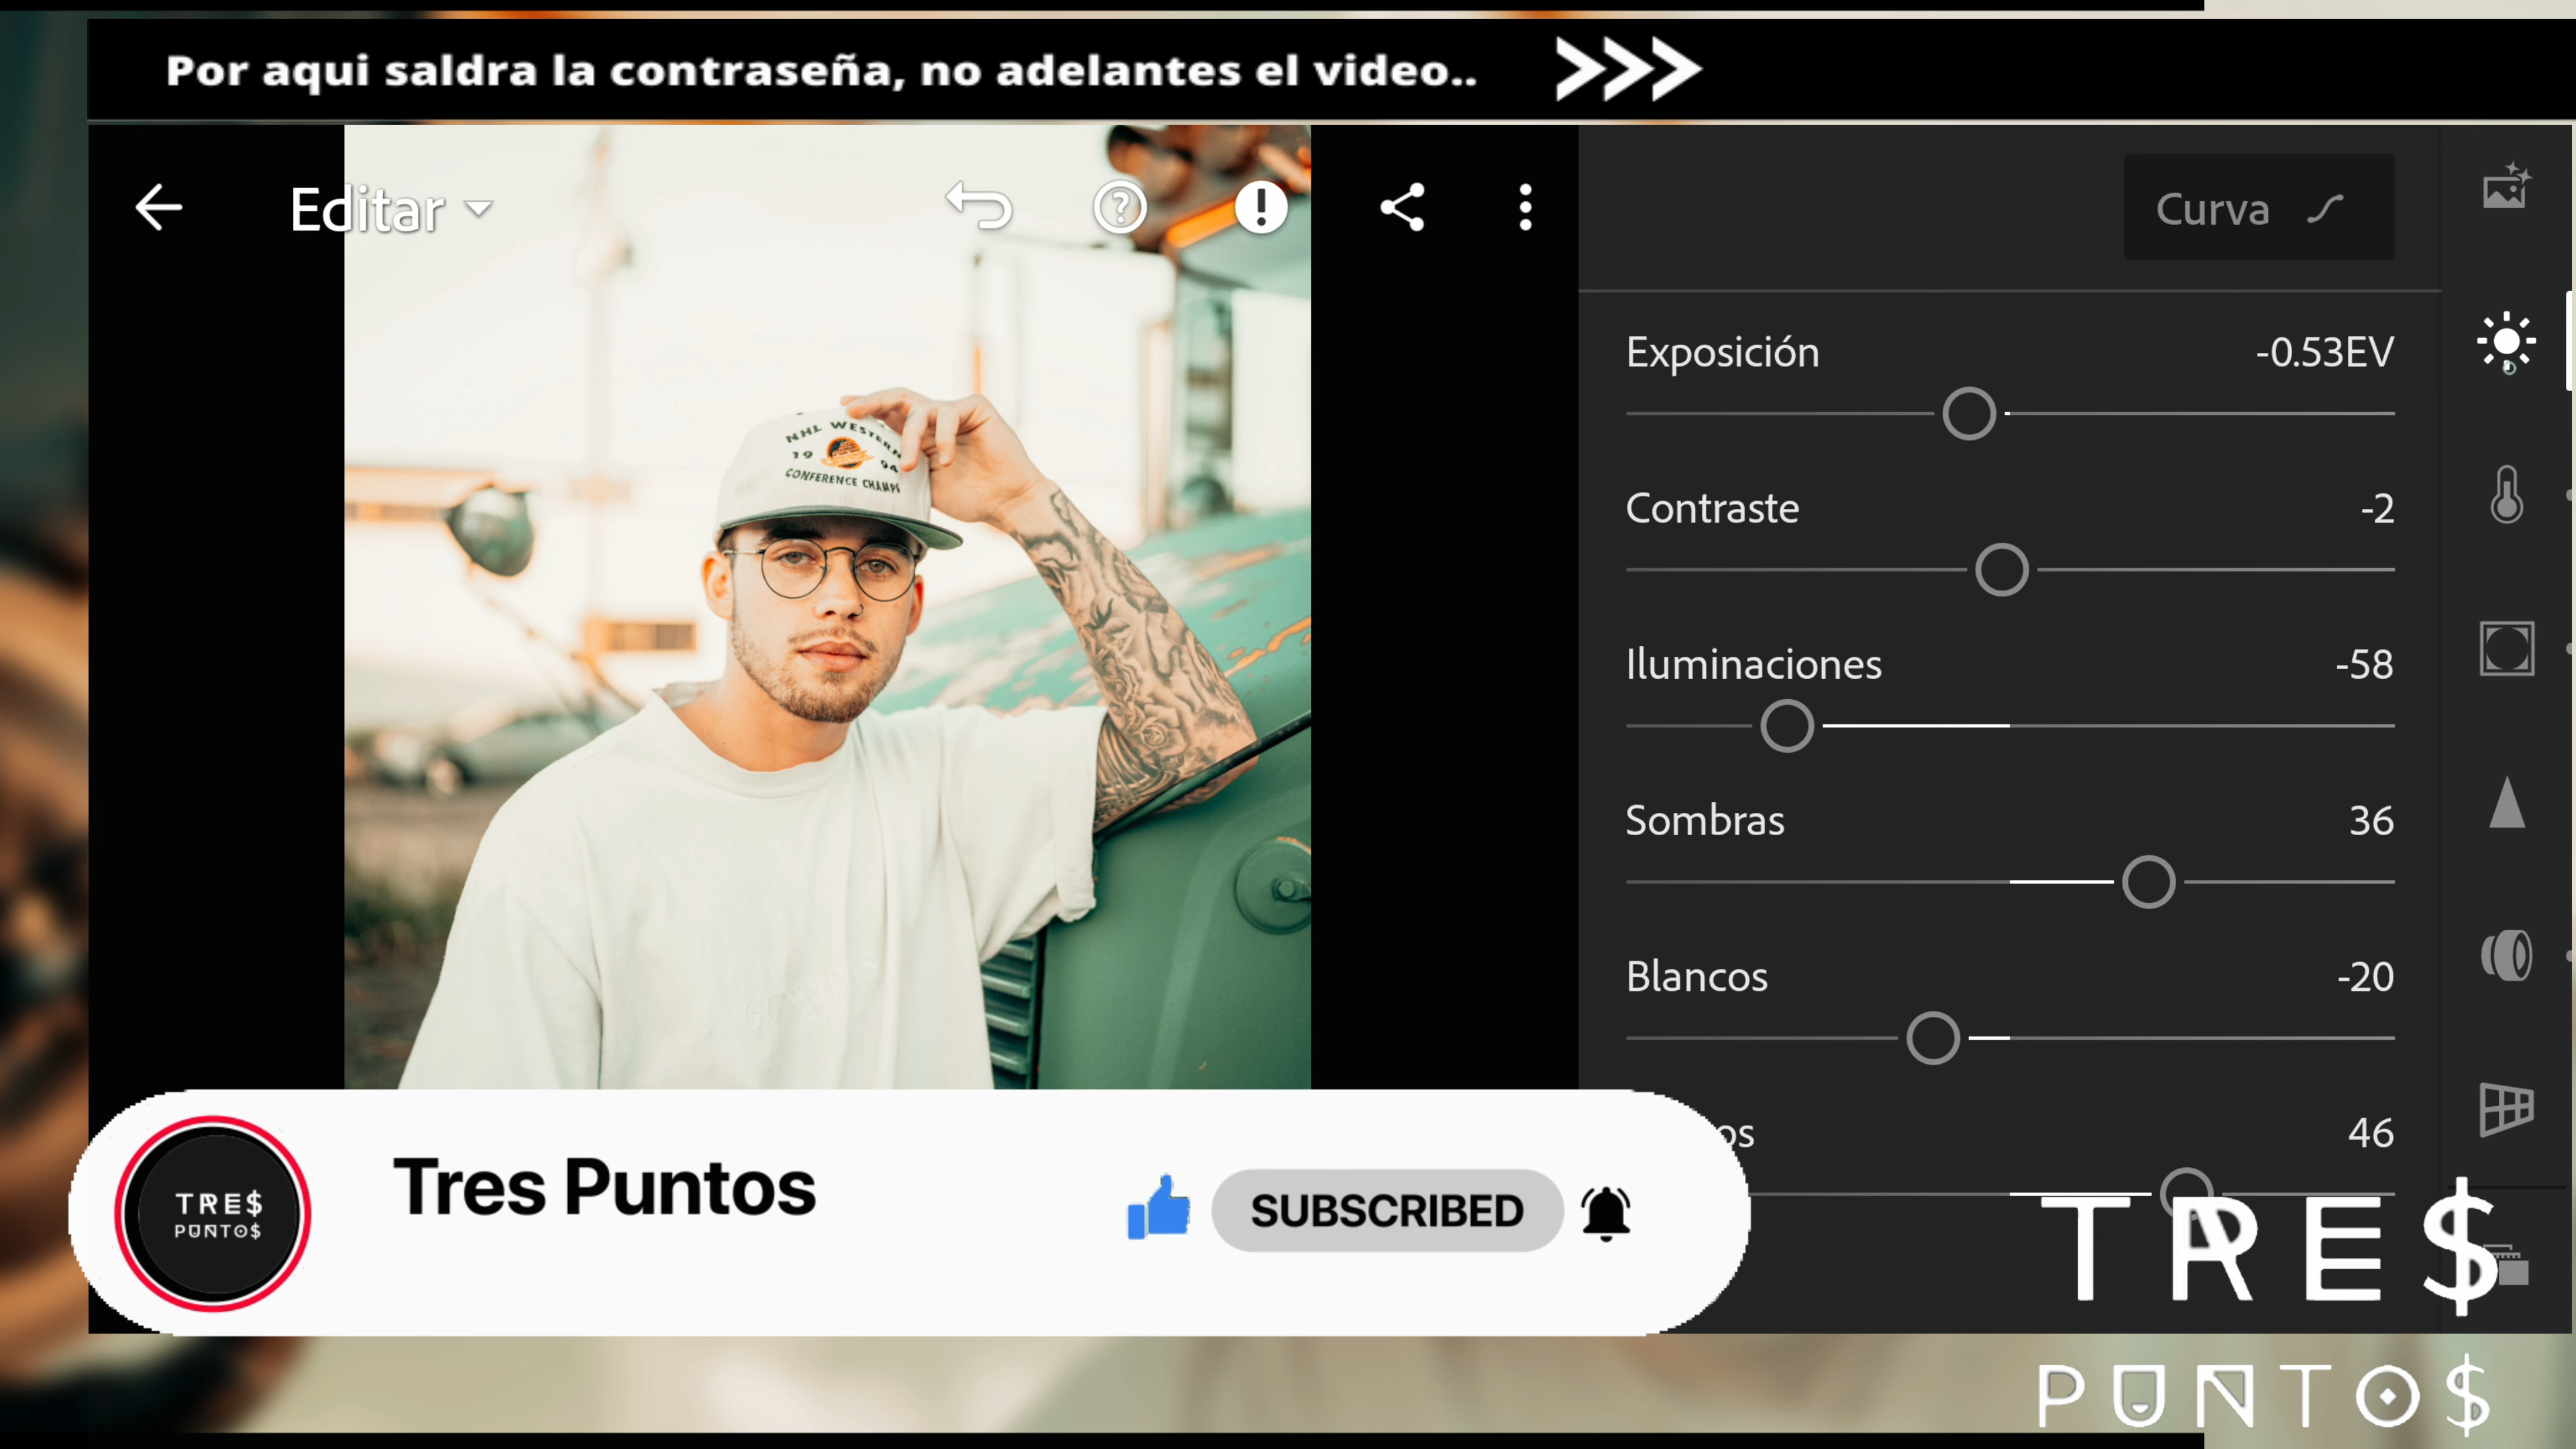 Por aqui saldra la contraseña, no adelantes el video.. >>>
Editar
Curva
NHL WESTERN
19 94
CONFERENCE CHAMPS
Exposición -0.53EV
Contraste -2
Iluminaciones -58
Sombras 36
Blancos -20
os 46
TRE$
PUNTO$
Tres Puntos
SUBSCRIBED
TRE$
PUNTO$